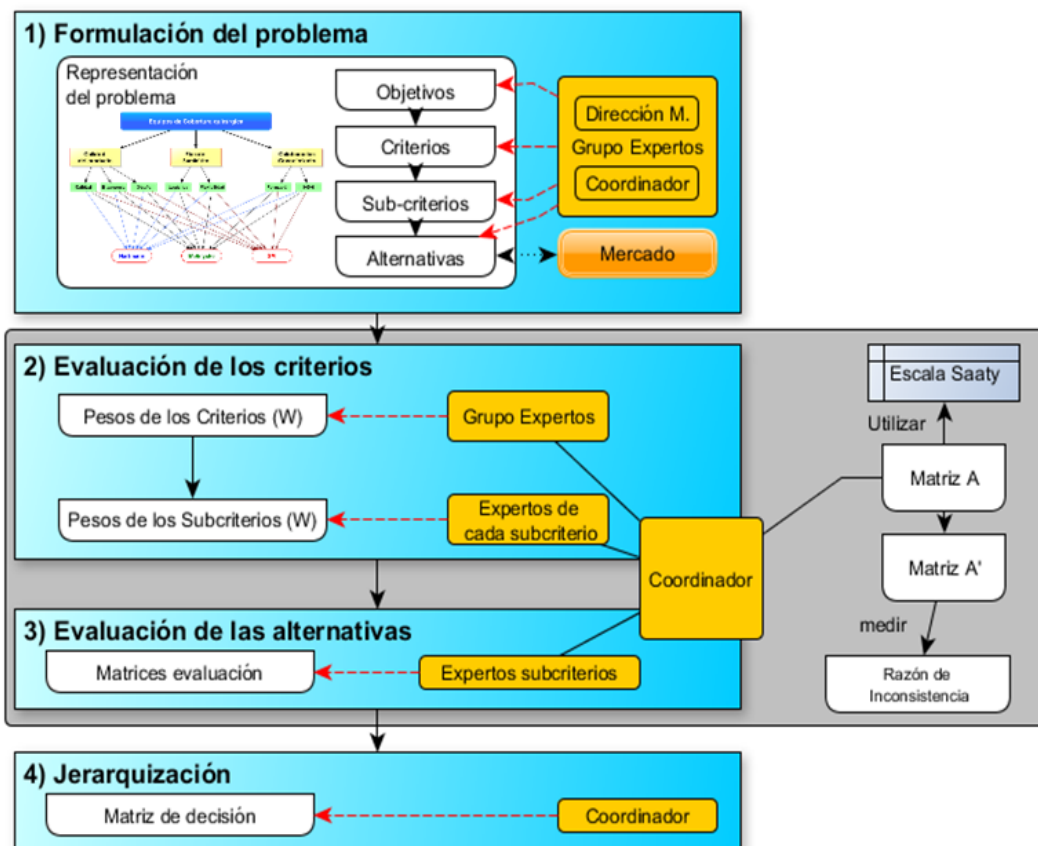 1) Formulación del problema
Representación
del problema
Objetivos
Criterios
Sub-criterios
Alternativas
Dirección M.
Grupo Expertos
Coordinador
Mercado
2) Evaluación de los criterios
Pesos de los Criterios (W)
Grupo Expertos
Pesos de los Subcriterios (W)
Expertos de
cada subcriterio
Coordinador
Escala Saaty
Utilizar
Matriz A
Matriz A'
medir
Razón de
Inconsistencia
3) Evaluación de las alternativas
Matrices evaluación
Expertos subcriterios
4) Jerarquización
Matriz de decisión
Coordinador